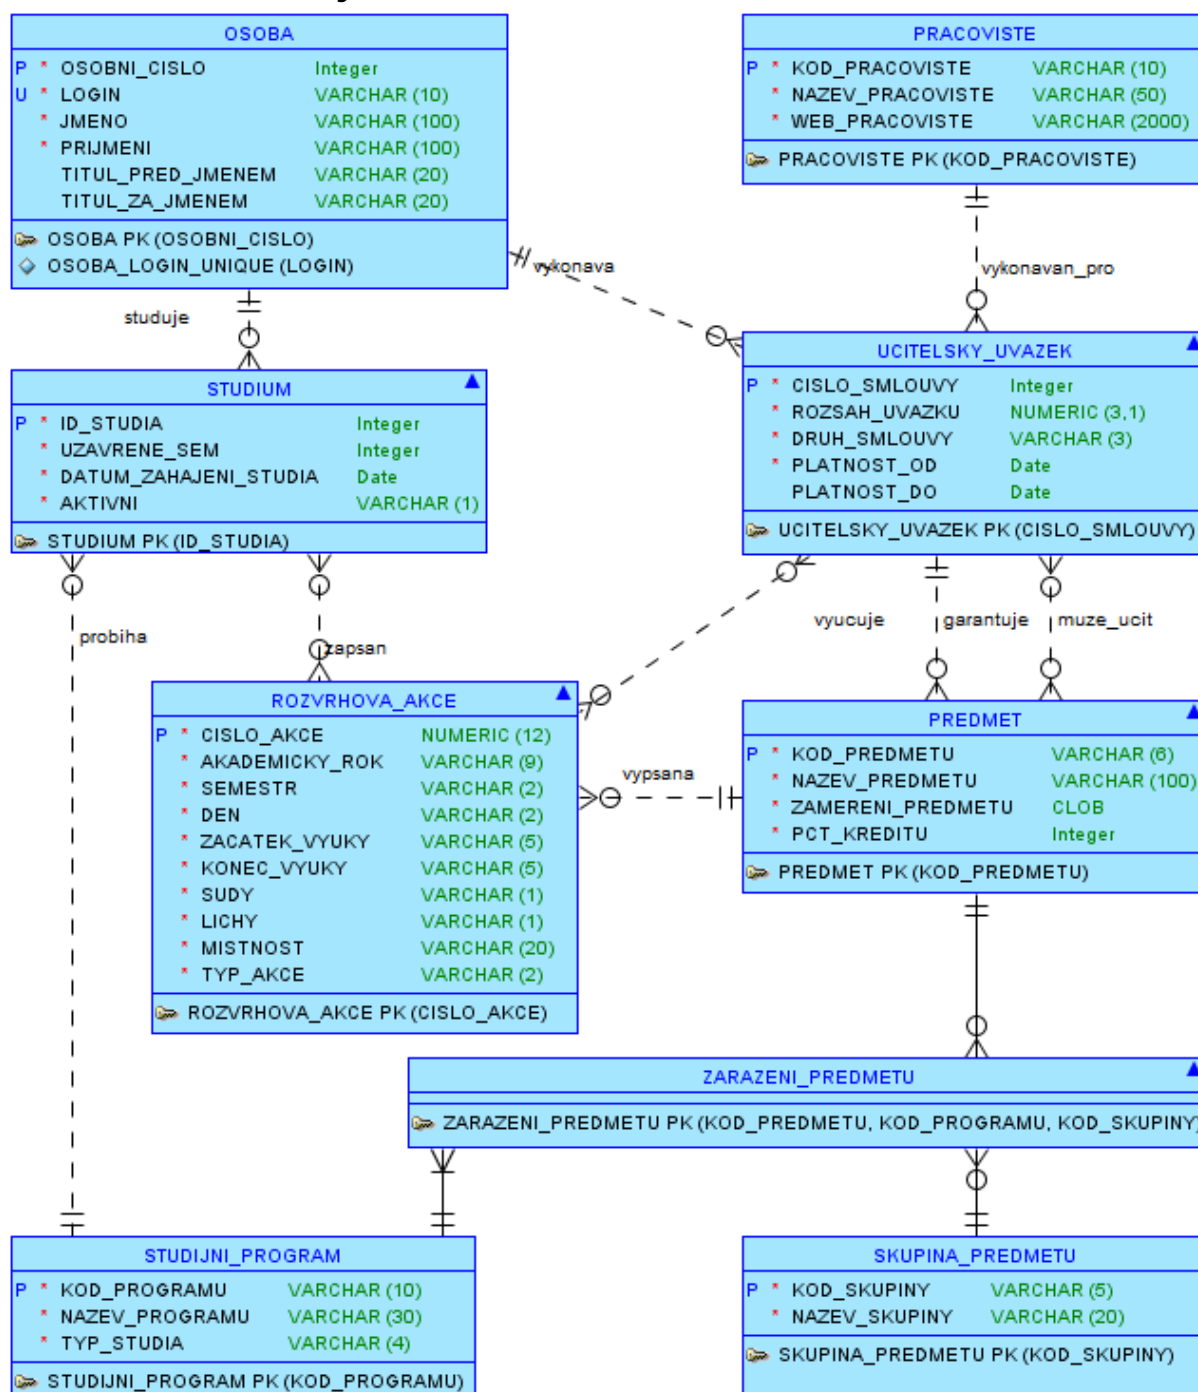 OSOBA
P * OSOBNI_CISLO Integer
U * LOGIN VARCHAR (10)
* JMENO VARCHAR (100)
* PRIJMENI VARCHAR (100)
TITUL_PRED_JMENEM VARCHAR (20)
TITUL_ZA_JMENEM VARCHAR (20)
OSOBA PK (OSOBNI_CISLO)
OSOBA_LOGIN_UNIQUE (LOGIN)
PRACOVISTE
P * KOD_PRACOVISTE VARCHAR (10)
* NAZEV_PRACOVISTE VARCHAR (50)
* WEB_PRACOVISTE VARCHAR (2000)
PRACOVISTE PK (KOD_PRACOVISTE)
vykonava
vykonavan_pro
studuje
STUDIUM
P * ID_STUDIA Integer
* UZAVRENE_SEM Integer
* DATUM_ZAHAJENI_STUDIA Date
* AKTIVNI VARCHAR (1)
STUDIUM PK (ID_STUDIA)
UCITELSKY_UVAZEK
P * CISLO_SMLOUVY Integer
* ROZSAH_UVAZKU NUMERIC (3,1)
* DRUH_SMLOUVY VARCHAR (3)
* PLATNOST_OD Date
PLATNOST_DO Date
UCITELSKY_UVAZEK PK (CISLO_SMLOUVY)
probiha
zapsan
vyucuje
garantuje
muze_ucit
ROZVRHOVA_AKCE
P * CISLO_AKCE NUMERIC (12)
* AKADEMICKY_ROK VARCHAR (9)
* SEMESTR VARCHAR (2)
* DEN VARCHAR (2)
* ZACATEK_VYUKY VARCHAR (5)
* KONEC_VYUKY VARCHAR (5)
* SUDY VARCHAR (1)
* LICHY VARCHAR (1)
* MISTNOST VARCHAR (20)
* TYP_AKCE VARCHAR (2)
ROZVRHOVA_AKCE PK (CISLO_AKCE)
vypsana
PREDMET
P * KOD_PREDMETU VARCHAR (6)
* NAZEV_PREDMETU VARCHAR (100)
* ZAMERENI_PREDMETU CLOB
* PCT_KREDITU Integer
PREDMET PK (KOD_PREDMETU)
ZARAZENI_PREDMETU
ZARAZENI_PREDMETU PK (KOD_PREDMETU, KOD_PROGRAMU, KOD_SKUPINY)
STUDIJNI_PROGRAM
P * KOD_PROGRAMU VARCHAR (10)
* NAZEV_PROGRAMU VARCHAR (30)
* TYP_STUDIA VARCHAR (4)
STUDIJNI_PROGRAM PK (KOD_PROGRAMU)
SKUPINA_PREDMETU
P * KOD_SKUPINY VARCHAR (5)
* NAZEV_SKUPINY VARCHAR (20)
SKUPINA_PREDMETU PK (KOD_SKUPINY)